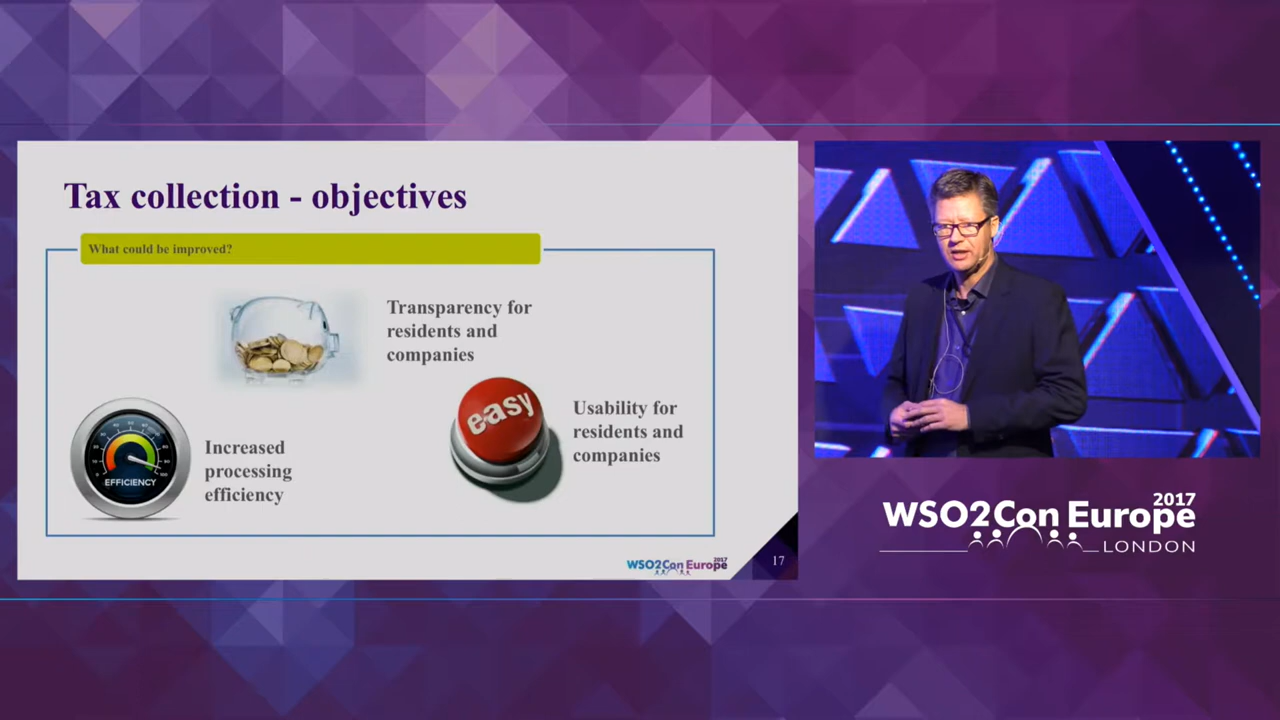 Tax collection - objectives
What could be improved?
Transparency for
residents and
companies
easy
Usability for
residents and
companies
EFFICIENCY
Increased
processing
efficiency
WSO2Con Europe 2017
17
WSO2Con Europe 2017
LONDON